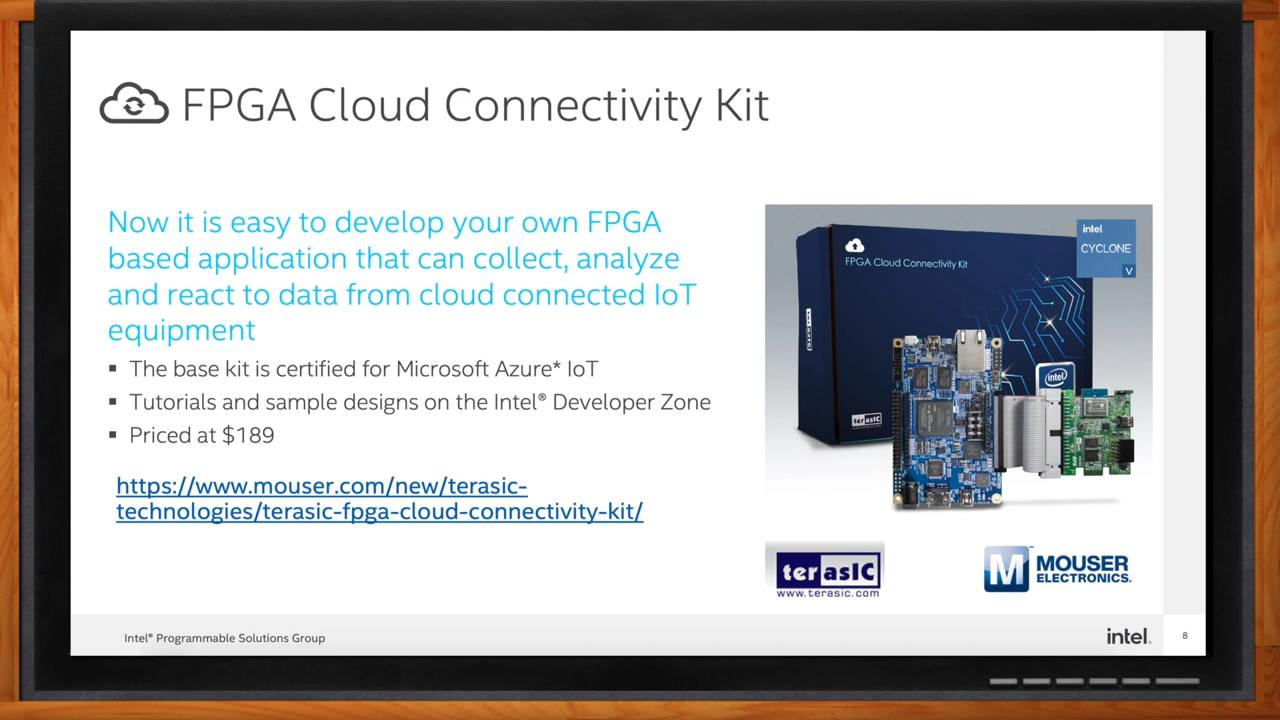 FPGA Cloud Connectivity Kit
Now it is easy to develop your own FPGA
based application that can collect, analyze
and react to data from cloud connected IoT
equipment
▪ The base kit is certified for Microsoft Azure* IoT
▪ Tutorials and sample designs on the Intel® Developer Zone
▪ Priced at $189
https://www.mouser.com/new/terasic-
technologies/terasic-fpga-cloud-connectivity-kit/
intel
CYCLONE
V
FPGA Cloud Connectivity Kit
terasIC
intel
terasIC
www.terasic.com
M
MOUSER
ELECTRONICS.
Intel® Programmable Solutions Group
intel.
8